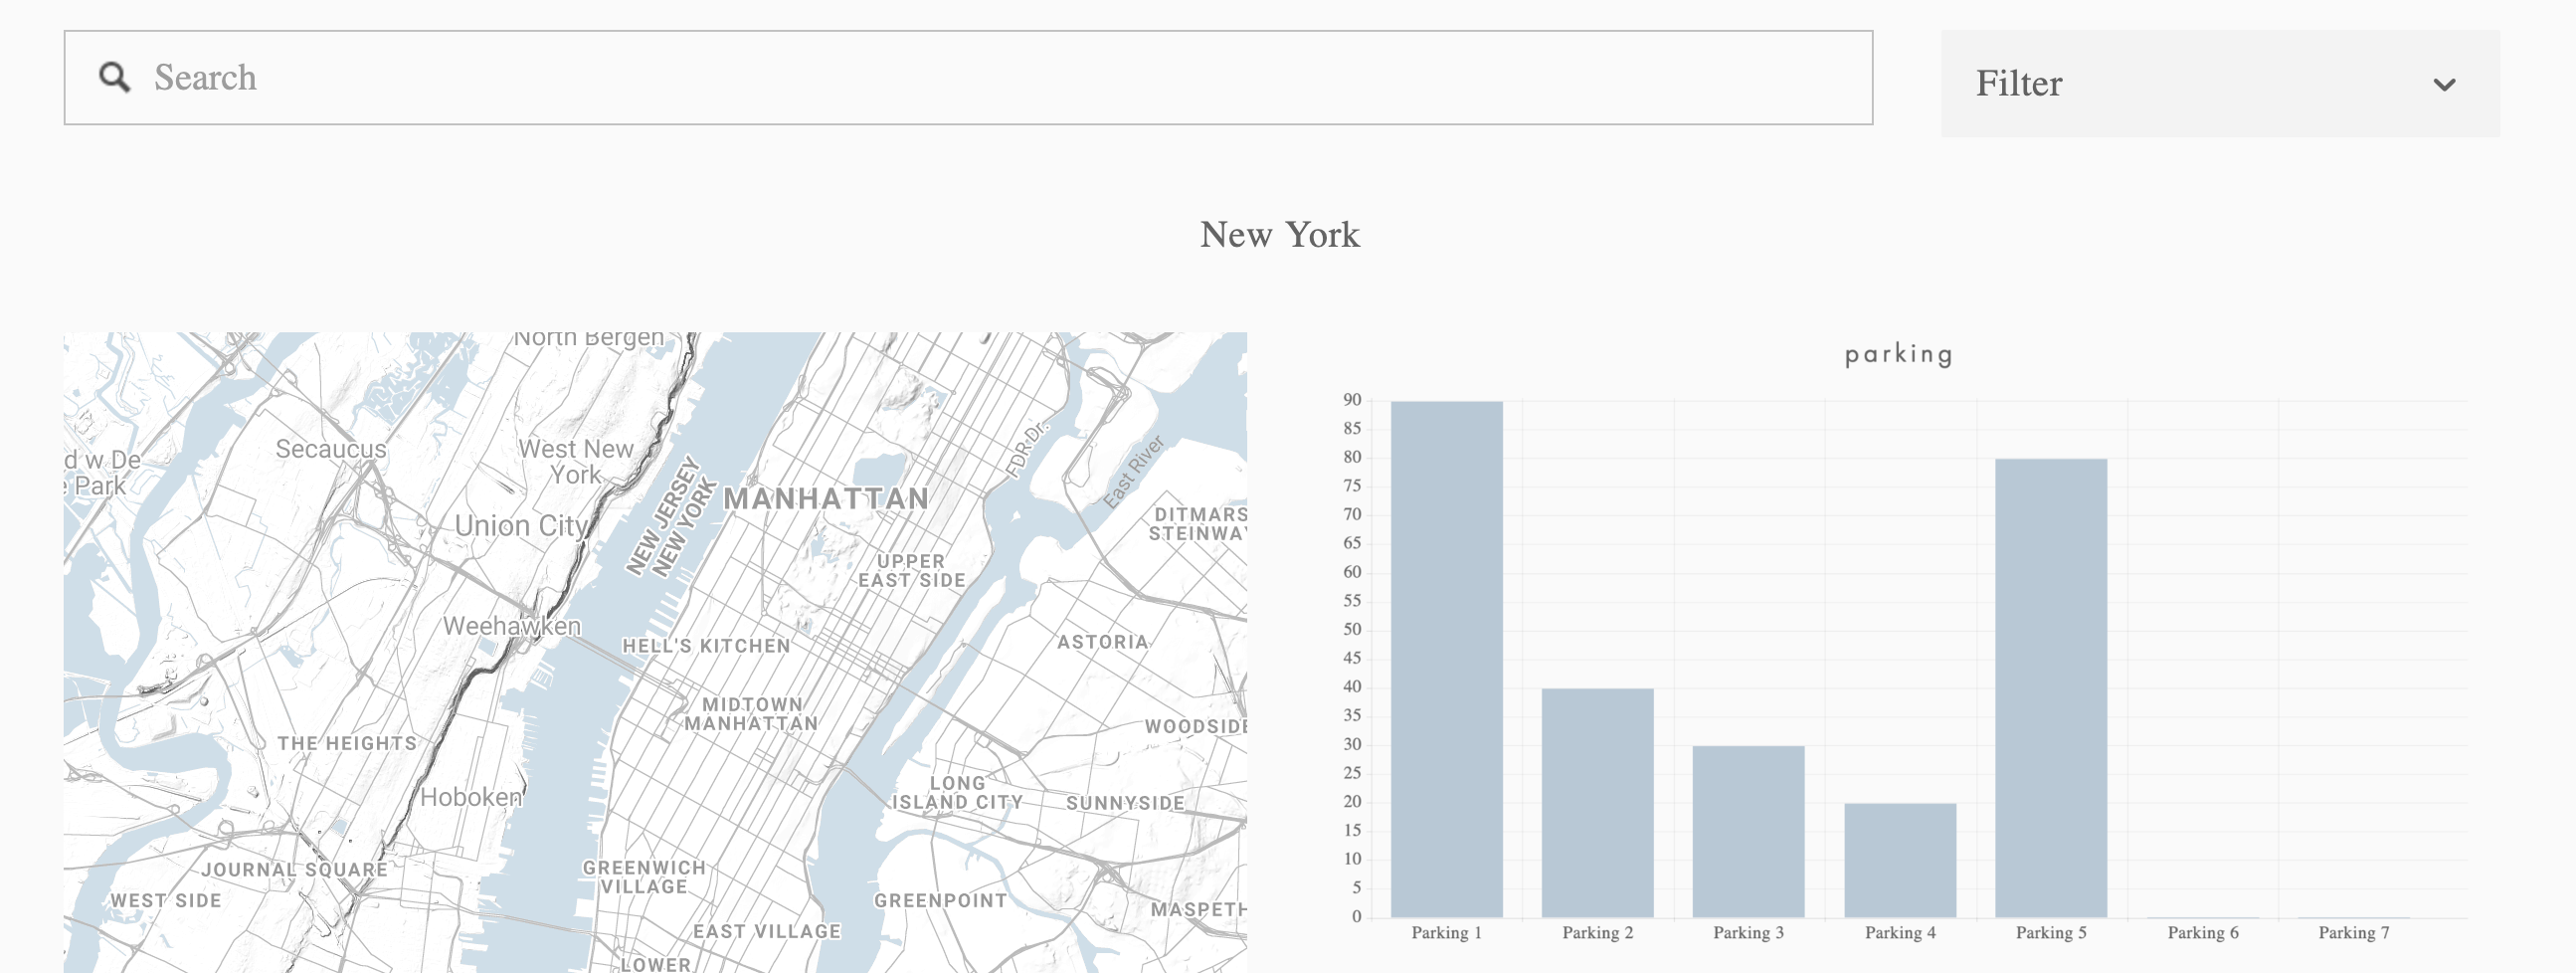 Search
Filter
New York
North Bergen
Secaucus
West New
York
d w De
e Park
NEW JERSEY
NEW YORK
MANHATTAN
FDR Dr.
East River
DITMARS
STEINWAY
Union City
UPPER
EAST SIDE
Weehawken
HELL'S KITCHEN
ASTORIA
MIDTOWN
MANHATTAN
WOODSIDE
THE HEIGHTS
Hoboken
LONG
ISLAND CITY
SUNNYSIDE
JOURNAL SQUARE
GREENWICH
VILLAGE
WEST SIDE
GREENPOINT
MASPETH
EAST VILLAGE
LOWER
parking
90
85
80
75
70
65
60
55
50
45
40
35
30
25
20
15
10
5
0
Parking 1 Parking 2 Parking 3 Parking 4 Parking 5 Parking 6 Parking 7